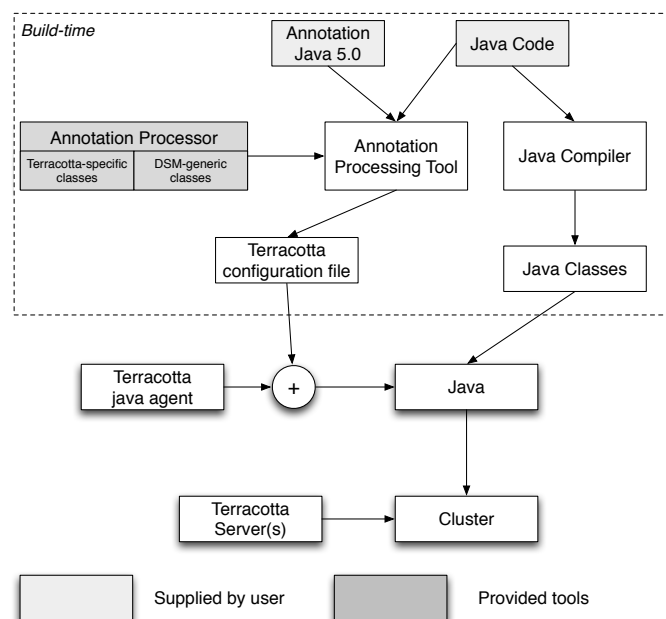 Build-time
Annotation
Java 5.0
Java Code
Annotation Processor
Terracotta-specific
classes
DSM-generic
classes
Annotation
Processing Tool
Java Compiler
Terracotta
configuration file
Java Classes
Terracotta
java agent
+
Java
Terracotta
Server(s)
Cluster
Supplied by user
Provided tools